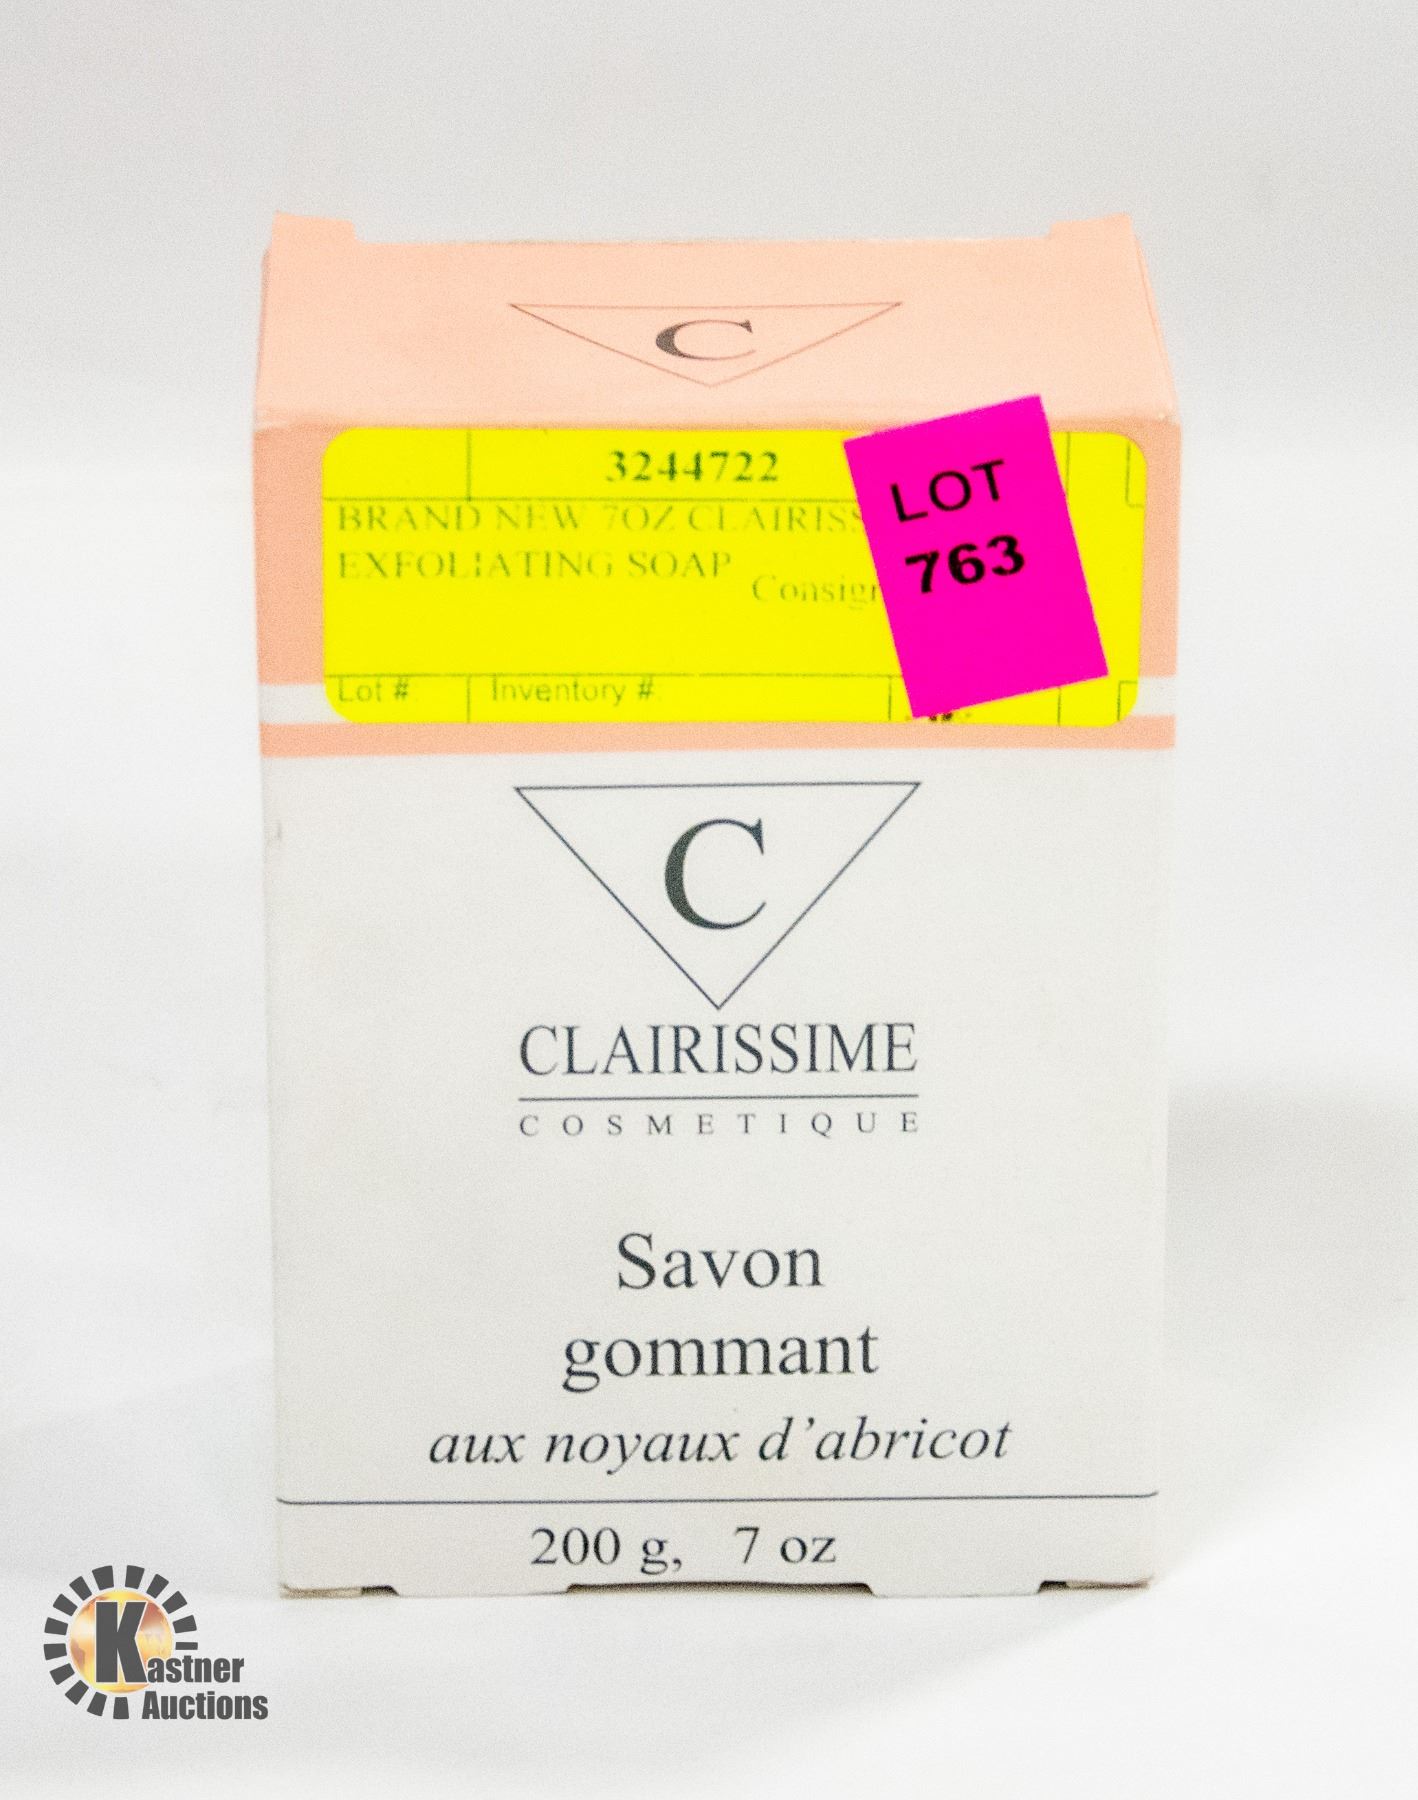 C
3244722
BRAND NEW 7OZ CLAIRISS
EXFOLIATING SOAP
Consign
Lot #
Inventory #:
LOT
763
C
CLAIRISSIME
COSMETIQUE
Savon
gommant
aux noyaux d'abricot
200 g, 7 oz
Kastner
Auctions